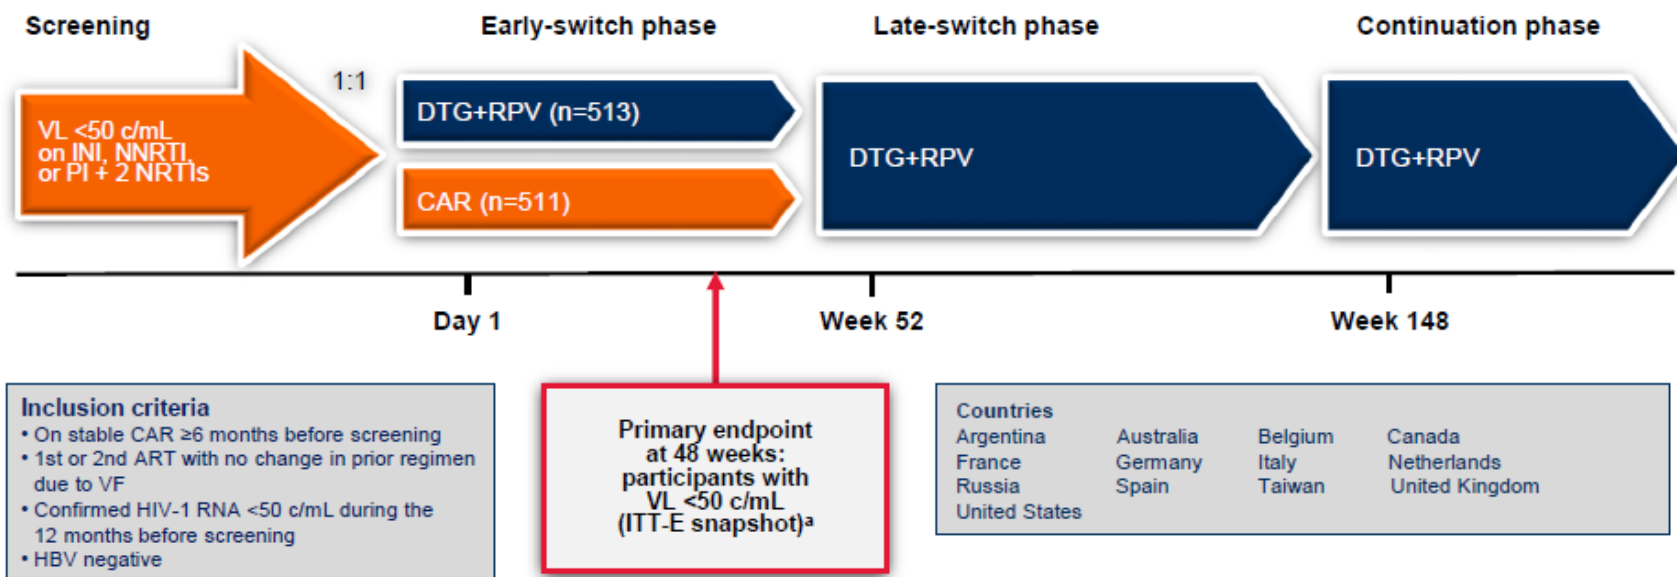 Screening
Early-switch phase
Late-switch phase
Continuation phase
1:1
VL <50 c/mL
on INI, NNRTI,
or PI + 2 NRTIs
DTG+RPV (n=513)
CAR (n=511)
DTG+RPV
DTG+RPV
Day 1
Week 52
Week 148
Inclusion criteria
• On stable CAR ≥6 months before screening
• 1st or 2nd ART with no change in prior regimen
due to VF
• Confirmed HIV-1 RNA <50 c/mL during the
12 months before screening
• HBV negative
Primary endpoint
at 48 weeks:
participants with
VL <50 c/mL
(ITT-E snapshot)ᵃ
Countries
Argentina Australia Belgium Canada
France Germany Italy Netherlands
Russia Spain Taiwan United Kingdom
United States